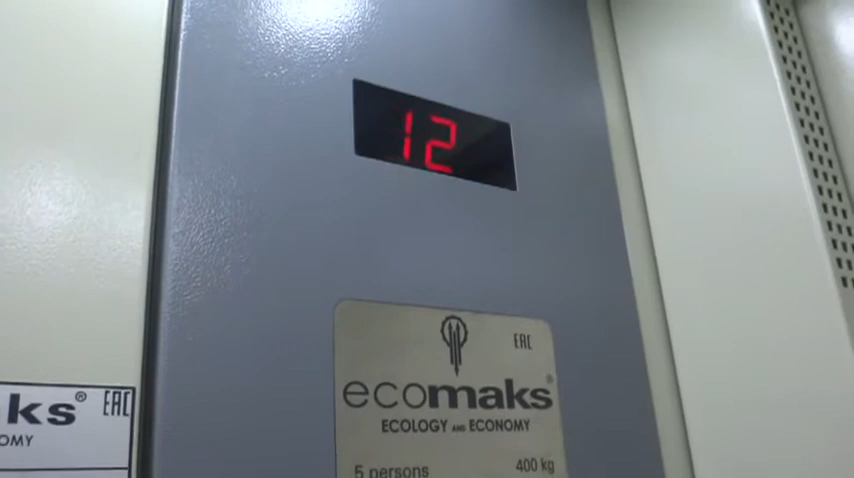 12
EAC
ecomaks®
ECOLOGY AND ECONOMY
5 persons 400 kg
ks® EAC
OMY